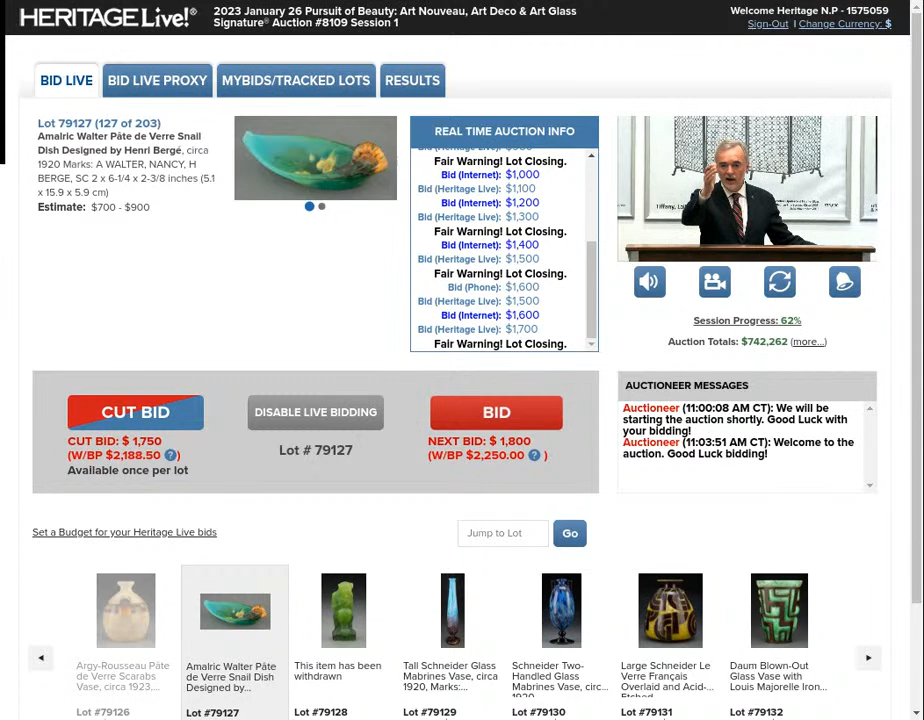 HERITAGE Live!®
2023 January 26 Pursuit of Beauty: Art Nouveau, Art Deco & Art Glass
Signature® Auction #8109 Session 1
Welcome Heritage N.P - 1575059
Sign-Out | Change Currency: $
BID LIVE
BID LIVE PROXY
MYBIDS/TRACKED LOTS
RESULTS
Lot 79127 (127 of 203)
Amalric Walter Pâte de Verre Snail
Dish Designed by Henri Bergé, circa
1920 Marks: A WALTER, NANCY, H
BERGE, SC 2 x 6-1/4 x 2-3/8 inches (5.1
x 15.9 x 5.9 cm)
Estimate: $700 - $900
REAL TIME AUCTION INFO
Fair Warning! Lot Closing.
Bid (Internet): $1,000
Bid (Heritage Live): $1,100
Bid (Internet): $1,200
Bid (Heritage Live): $1,300
Fair Warning! Lot Closing.
Bid (Internet): $1,400
Bid (Heritage Live): $1,500
Fair Warning! Lot Closing.
Bid (Phone): $1,600
Bid (Heritage Live): $1,500
Bid (Internet): $1,600
Bid (Heritage Live): $1,700
Fair Warning! Lot Closing.
Session Progress: 62%
Auction Totals: $742,262 (more...)
CUT BID
CUT BID: $ 1,750
(W/BP $2,188.50 ?)
Available once per lot
DISABLE LIVE BIDDING
Lot # 79127
BID
NEXT BID: $ 1,800
(W/BP $2,250.00 ? )
AUCTIONEER MESSAGES
Auctioneer (11:00:08 AM CT): We will be
starting the auction shortly. Good Luck with
your bidding!
Auctioneer (11:03:51 AM CT): Welcome to the
auction. Good Luck bidding!
Set a Budget for your Heritage Live bids
Jump to Lot
Go
Argy-Rousseau Pâte
de Verre Scarabs
Vase, circa 1923,...
Lot #79126
Amalric Walter Pâte
de Verre Snail Dish
Designed by...
Lot #79127
This item has been
withdrawn
Lot #79128
Tall Schneider Glass
Mabrines Vase, circa
1920, Marks:...
Lot #79129
Schneider Two-
Handled Glass
Mabrines Vase, circ...
1920
Lot #79130
Large Schneider Le
Verre Français
Overlaid and Acid-
Etched
Lot #79131
Daum Blown-Out
Glass Vase with
Louis Majorelle Iron...
Lot #79132